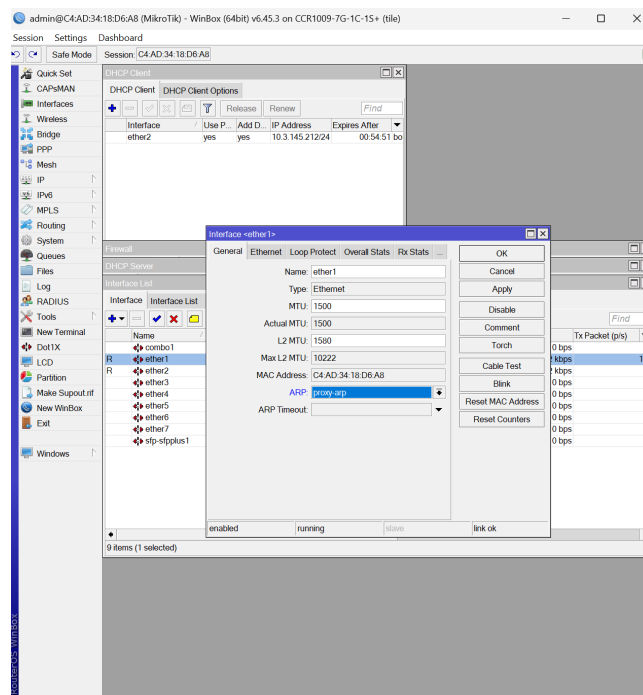 admin@C4:AD:34:18:D6:A8 (MikroTik) - WinBox (64bit) v6.45.3 on CCR1009-7G-1C-1S+ (tile)
Session Settings Dashboard
Safe Mode Session: C4:AD:34:18:D6:A8
Quick Set
CAPsMAN
Interfaces
Wireless
Bridge
PPP
Mesh
IP
IPv6
MPLS
Routing
System
Queues
Files
Log
RADIUS
Tools
New Terminal
Dot1X
LCD
Partition
Make Supout.rif
New WinBox
Exit
Windows
RouterOS WinBox
DHCP Client
DHCP Client DHCP Client Options
Release Renew Find
Interface Use P... Add D... IP Address Expires After
ether2 yes yes 10.3.145.212/24 00:54:51 bo
Firewall
DHCP Server
Interface List
Interface Interface List
Find
Name Tx Packet (p/s)
combo1 0 bps
R ether1 kbps 1
R ether2 kbps
ether3 0 bps
ether4 0 bps
ether5 0 bps
ether6 0 bps
ether7 0 bps
sfp-sfpplus1 0 bps
9 items (1 selected)
Interface <ether1>
General Ethernet Loop Protect Overall Stats Rx Stats ...
Name: ether1
Type: Ethernet
MTU: 1500
Actual MTU: 1500
L2 MTU: 1580
Max L2 MTU: 10222
MAC Address: C4:AD:34:18:D6:A8
ARP: proxy-arp
ARP Timeout:
OK
Cancel
Apply
Disable
Comment
Torch
Cable Test
Blink
Reset MAC Address
Reset Counters
enabled running slave link ok